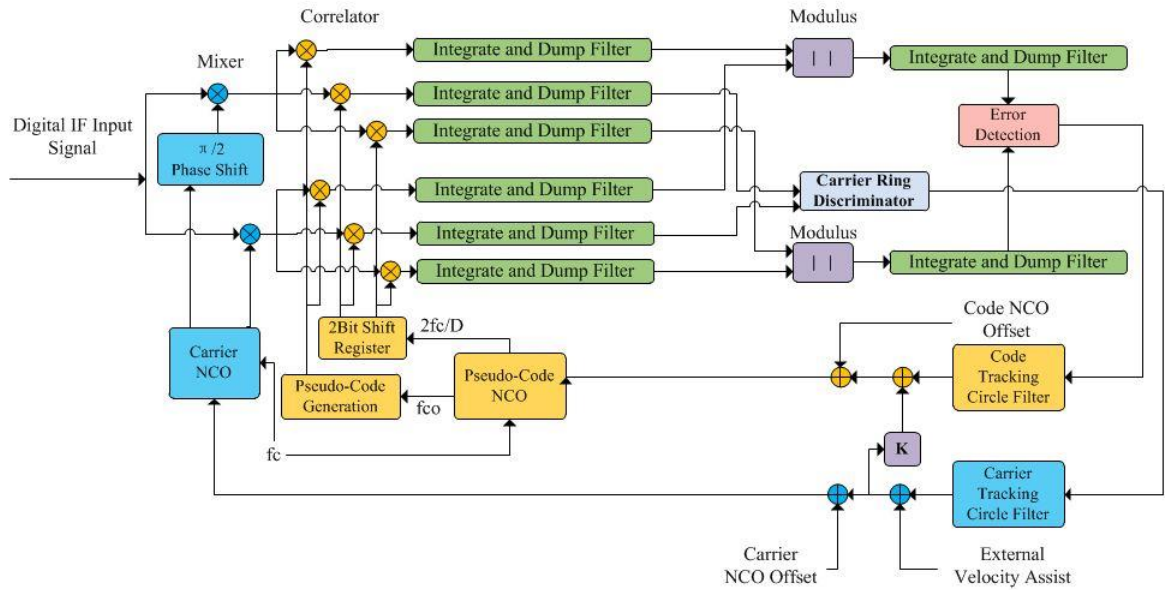 Correlator
Modulus
Integrate and Dump Filter
| |
Integrate and Dump Filter
Mixer
Integrate and Dump Filter
Digital IF Input
Signal
Integrate and Dump Filter
Error
Detection
π/2
Phase Shift
Integrate and Dump Filter
Carrier Ring
Discriminator
Integrate and Dump Filter
Modulus
Integrate and Dump Filter
| |
Integrate and Dump Filter
Code NCO
Offset
2Bit Shift
Register
2fc/D
Carrier
NCO
Code
Tracking
Circle Filter
Pseudo-Code
NCO
Pseudo-Code
Generation
fco
fc
K
Carrier
Tracking
Circle Filter
Carrier
NCO Offset
External
Velocity Assist